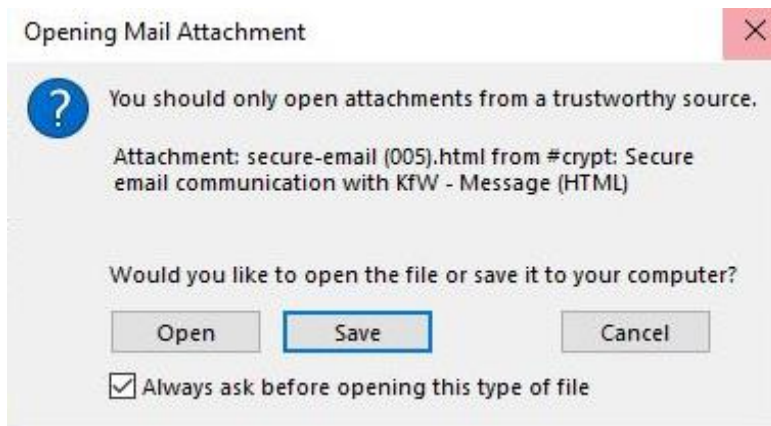 Opening Mail Attachment
?
You should only open attachments from a trustworthy source.
Attachment: secure-email (005).html from #crypt: Secure
email communication with KfW - Message (HTML)
Would you like to open the file or save it to your computer?
Open Save Cancel
Always ask before opening this type of file